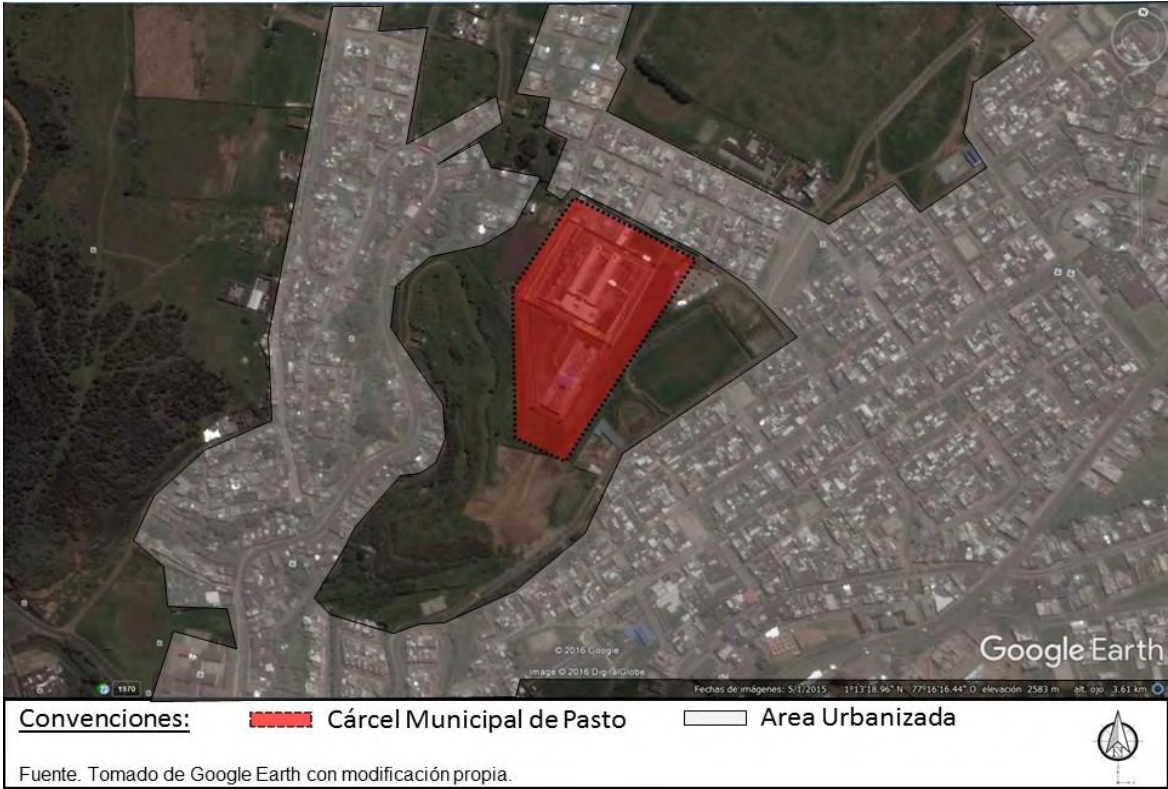 © 2016 Google
Image © 2016 DigitalGlobe
Google Earth
1970
Fechas de imágenes: 5/1/2015 1°13'18.96" N 77°16'16.44" O elevación 2583 m alt. ojo 3.61 km
Convenciones: Cárcel Municipal de Pasto Area Urbanizada
N
Fuente. Tomado de Google Earth con modificación propia.